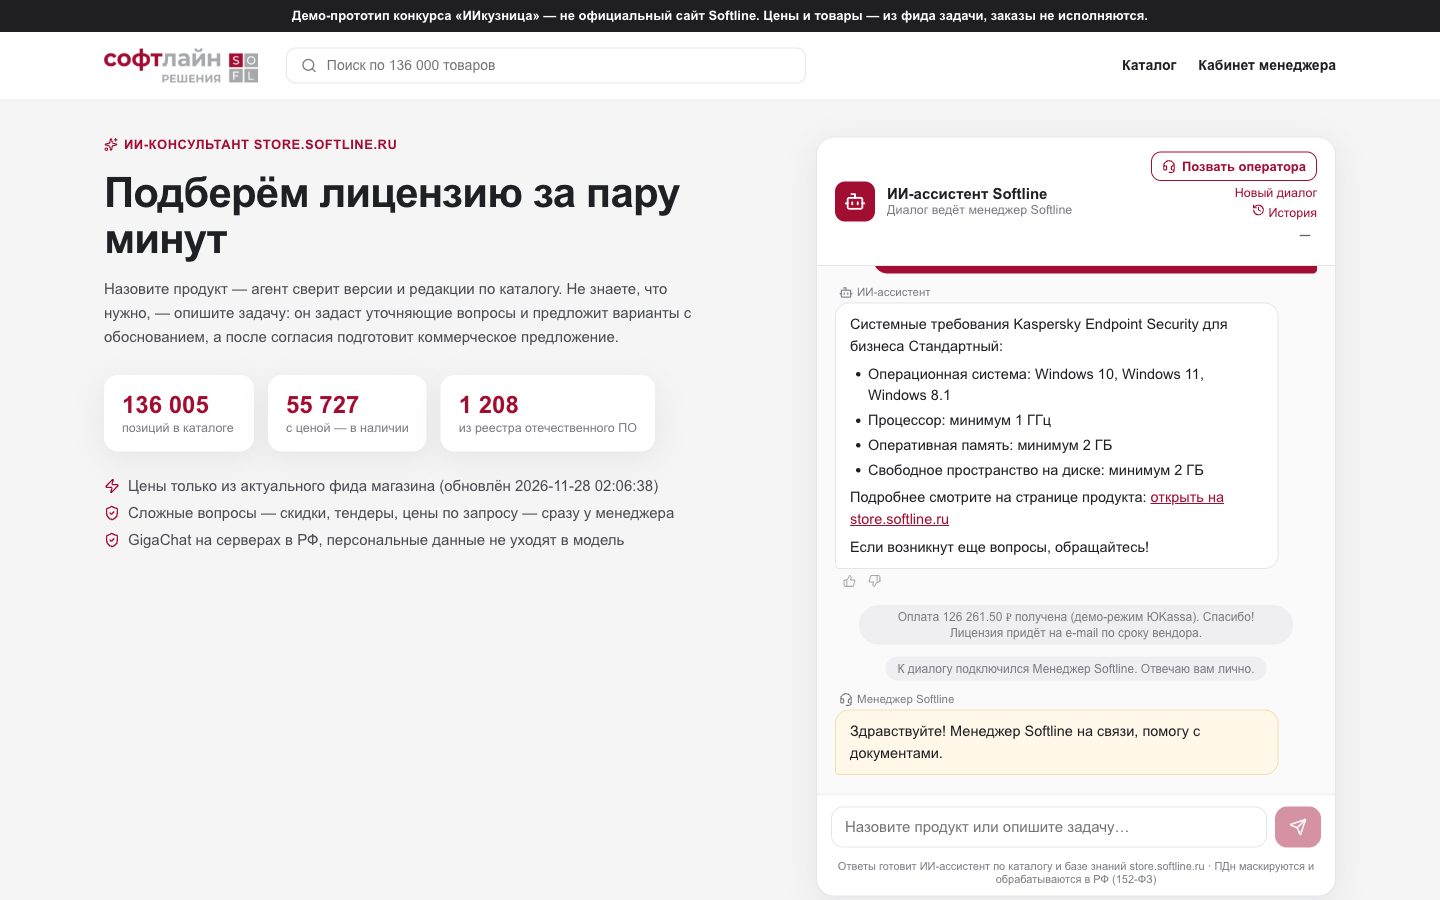 Демо-прототип конкурса «ИИкузница» — не официальный сайт Softline. Цены и товары — из фида задачи, заказы не исполняются.
софтлайн
РЕШЕНИЯ
S O
F L
Поиск по 136 000 товаров
Каталог
Кабинет менеджера
ИИ-КОНСУЛЬТАНТ STORE.SOFTLINE.RU
Подберём лицензию за пару
минут
Назовите продукт — агент сверит версии и редакции по каталогу. Не знаете, что
нужно, — опишите задачу: он задаст уточняющие вопросы и предложит варианты с
обоснованием, а после согласия подготовит коммерческое предложение.
136 005
позиций в каталоге
55 727
с ценой — в наличии
1 208
из реестра отечественного ПО
Цены только из актуального фида магазина (обновлён 2026-11-28 02:06:38)
Сложные вопросы — скидки, тендеры, цены по запросу — сразу у менеджера
GigaChat на серверах в РФ, персональные данные не уходят в модель
ИИ-ассистент Softline
Диалог ведёт менеджер Softline
Позвать оператора
Новый диалог
История
—
ИИ-ассистент
Системные требования Kaspersky Endpoint Security для
бизнеса Стандартный:
• Операционная система: Windows 10, Windows 11,
Windows 8.1
• Процессор: минимум 1 ГГц
• Оперативная память: минимум 2 ГБ
• Свободное пространство на диске: минимум 2 ГБ
Подробнее смотрите на странице продукта: открыть на
store.softline.ru
Если возникнут еще вопросы, обращайтесь!
Оплата 126 261.50 ₽ получена (демо-режим ЮKassa). Спасибо!
Лицензия придёт на e-mail по сроку вендора.
К диалогу подключился Менеджер Softline. Отвечаю вам лично.
Менеджер Softline
Здравствуйте! Менеджер Softline на связи, помогу с
документами.
Назовите продукт или опишите задачу…
Ответы готовит ИИ-ассистент по каталогу и базе знаний store.softline.ru · ПДн маскируются и
обрабатываются в РФ (152-ФЗ)